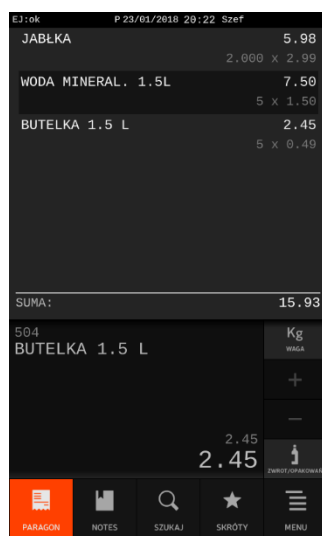 EJ:ok P 23/01/2018 20:22 Szef
JABŁKA 5.98
2.000 x 2.99
WODA MINERAL. 1.5L 7.50
5 x 1.50
BUTELKA 1.5 L 2.45
5 x 0.49
SUMA: 15.93
504
BUTELKA 1.5 L
Kg
WAGA
+
−
2.45
2.45
ZWROT/OPAKOWAŃ
PARAGON NOTES SZUKAJ SKRÓTY MENU